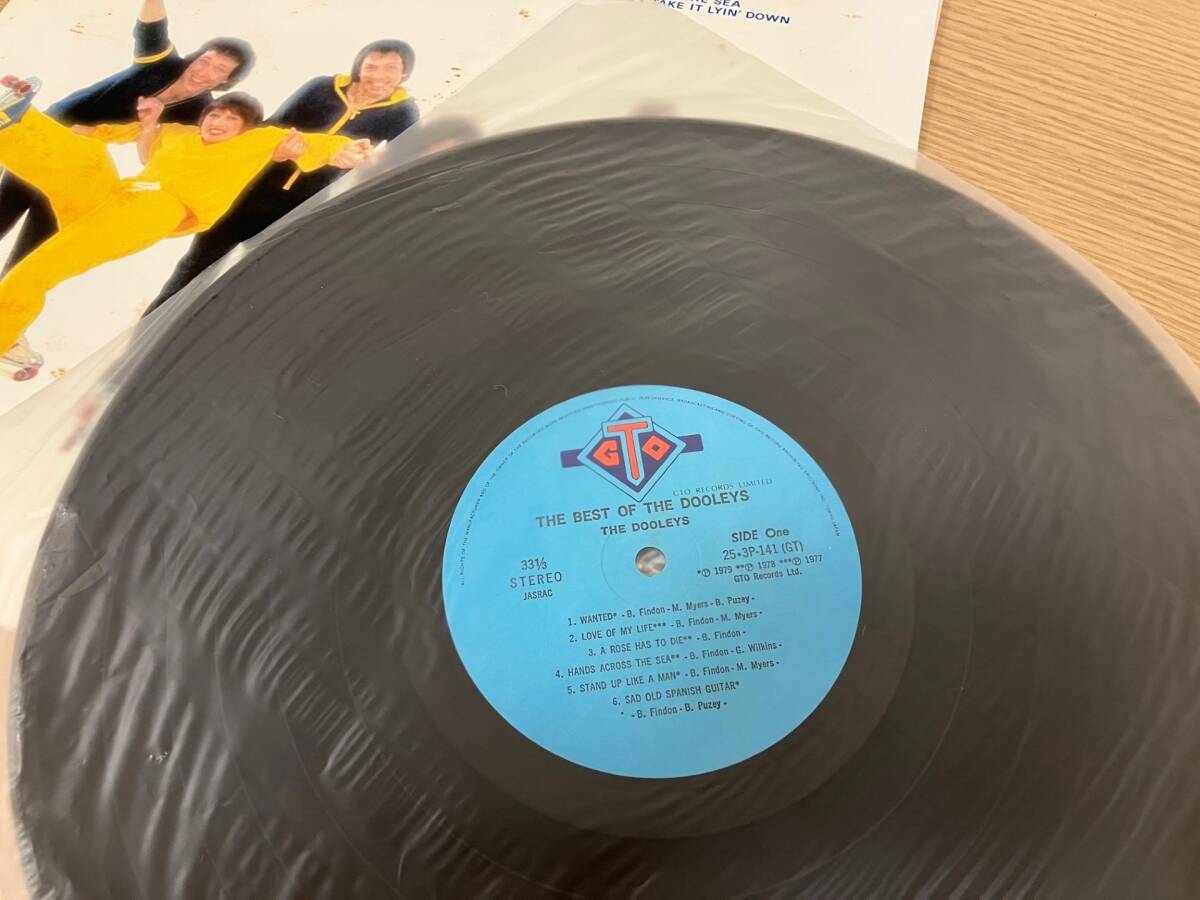 THE SEA
TAKE IT LYIN' DOWN
GTO
GTO RECORDS LIMITED
THE BEST OF THE DOOLEYS
THE DOOLEYS
33⅓
STEREO
JASRAC
SIDE One
25•3P-141 (GT)
*Ⓟ 1979 **Ⓟ 1978 ***Ⓟ 1977
GTO Records Ltd.
1. WANTED* - B. Findon - M. Myers - B. Puzey -
2. LOVE OF MY LIFE*** - B. Findon - M. Myers -
3. A ROSE HAS TO DIE** - B. Findon -
4. HANDS ACROSS THE SEA** - B. Findon - G. Wilkins -
5. STAND UP LIKE A MAN* - B. Findon - M. Myers -
6. SAD OLD SPANISH GUITAR*
- B. Findon - B. Puzey -